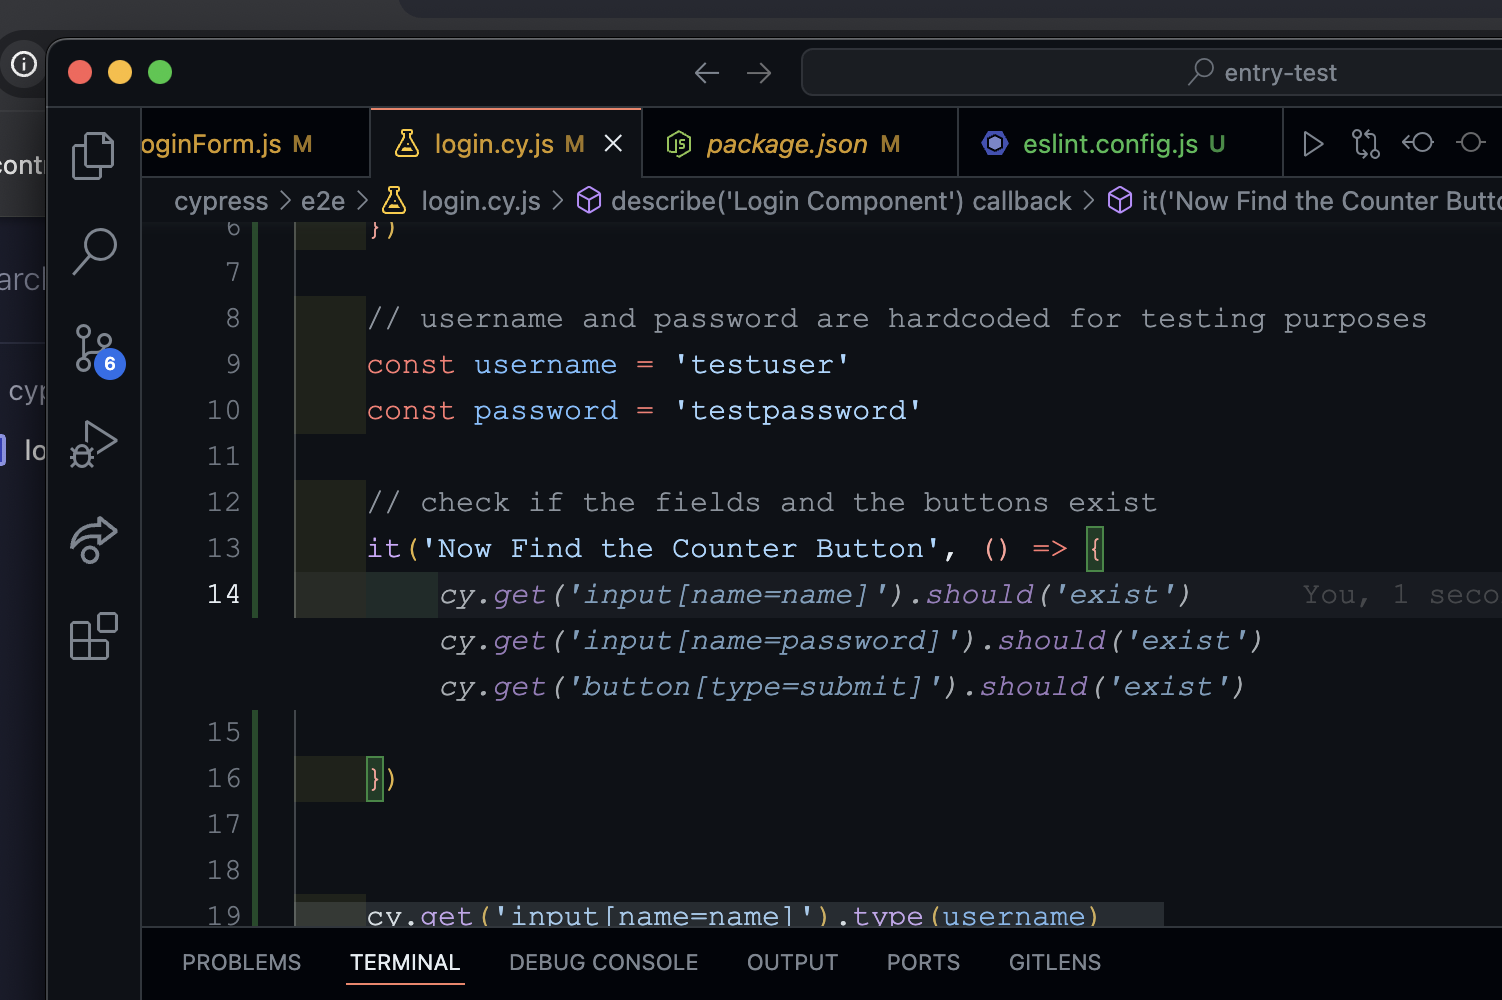 entry-test
oginForm.js M
login.cy.js M
package.json M
eslint.config.js U
cont
cypress > e2e > login.cy.js > describe('Login Component') callback > it('Now Find the Counter Butto
6 })
7
8 // username and password are hardcoded for testing purposes
9 const username = 'testuser'
10 const password = 'testpassword'
11
12 // check if the fields and the buttons exist
13 it('Now Find the Counter Button', () => {
14 cy.get('input[name=name]').should('exist') You, 1 seco
cy.get('input[name=password]').should('exist')
cy.get('button[type=submit]').should('exist')
15
16 })
17
18
19 cy.get('input[name=name]').type(username)
arch
6
cyp
lo
PROBLEMS TERMINAL DEBUG CONSOLE OUTPUT PORTS GITLENS